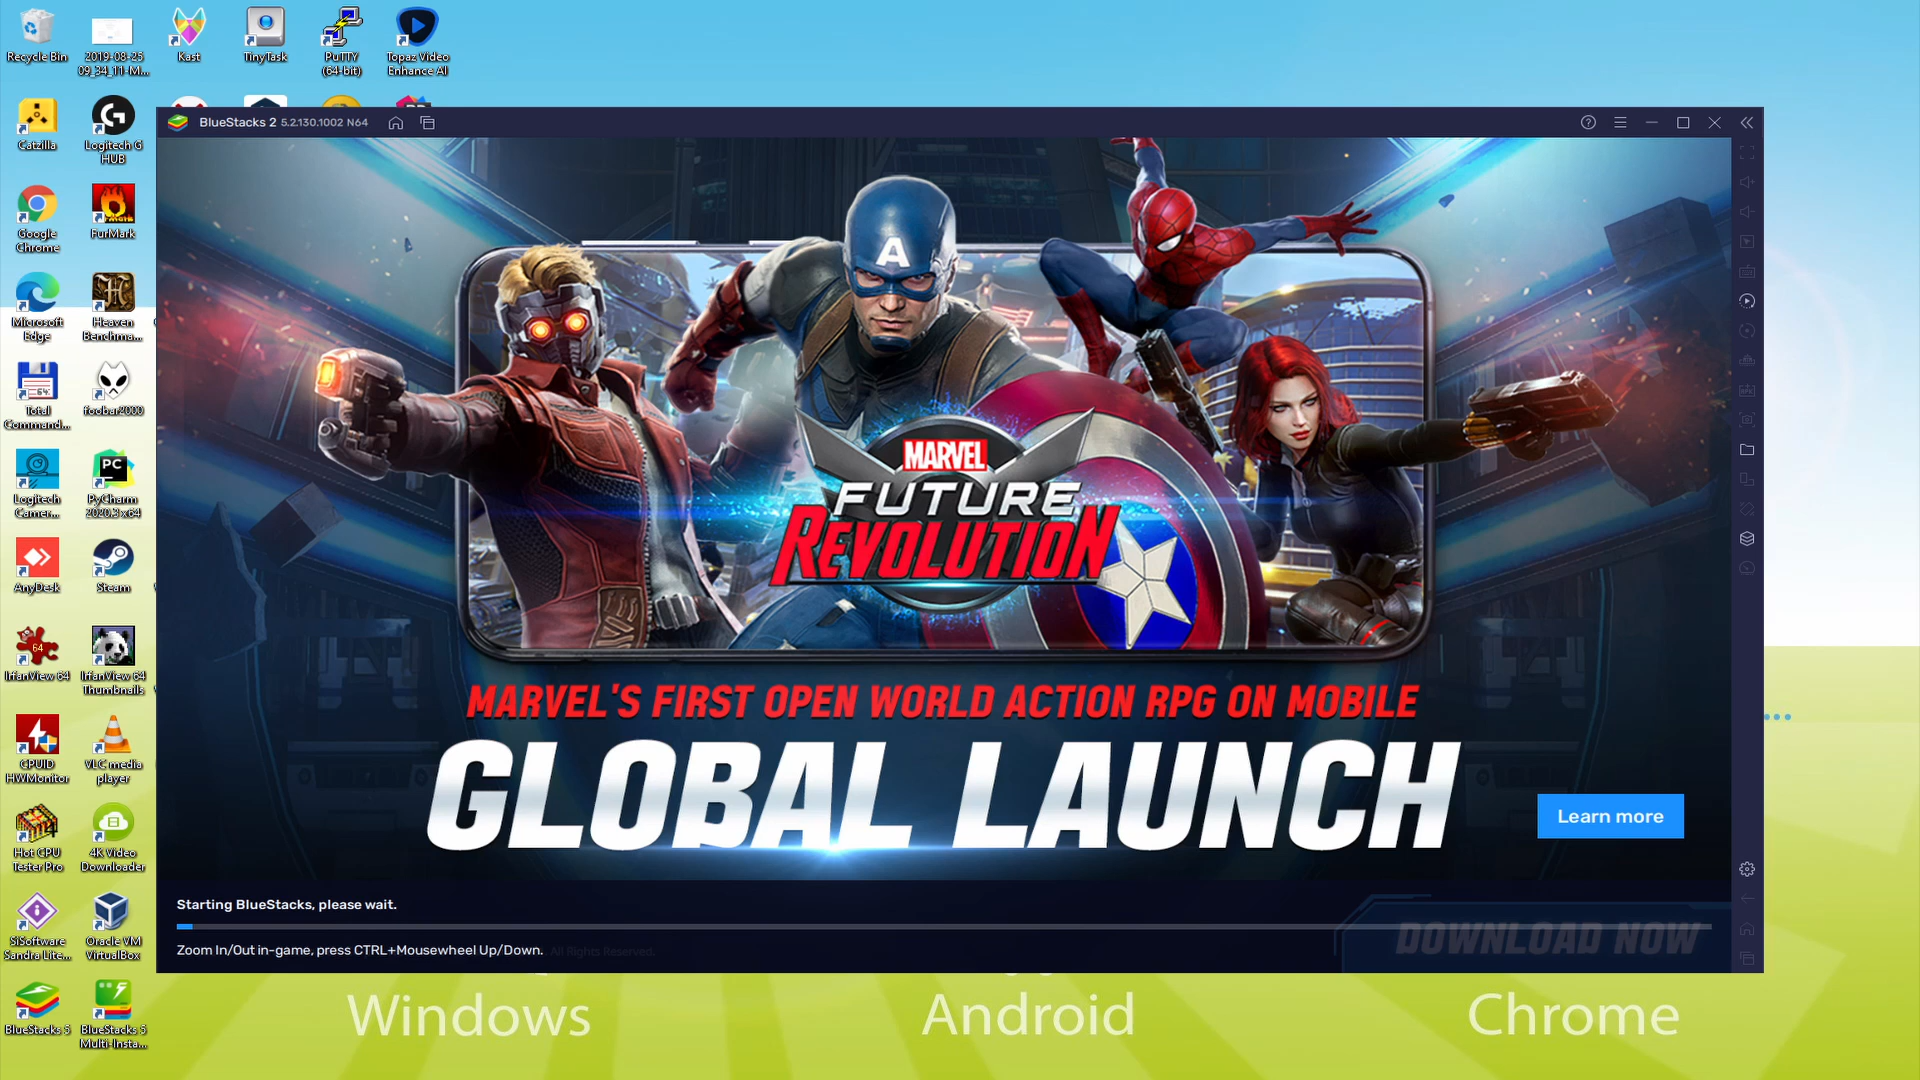 Recycle Bin
2019-08-25
09_34_11-M...
Kast
TinyTask
PuTTY
(64-bit)
Topaz Video
Enhance AI
Catzilla
Logitech G
HUB
Google
Chrome
FurMark
Microsoft
Edge
Heaven
Benchma...
Total
Command...
foobar2000
Logitech
Camer...
PC
PyCharm
2020.3 x64
AnyDesk
Steam
IrfanView 64
IrfanView 64
Thumbnails
CPUID
HWMonitor
VLC media
player
Hot CPU
Tester Pro
4K Video
Downloader
SiSoftware
Sandra Lite...
Oracle VM
VirtualBox
BlueStacks 5
BlueStacks 5
Multi-Insta...
BlueStacks 2 5.2.130.1002 N64
A
MARVEL
FUTURE
REVOLUTION
MARVEL'S FIRST OPEN WORLD ACTION RPG ON MOBILE
GLOBAL LAUNCH
Learn more
Starting BlueStacks, please wait.
DOWNLOAD NOW
Zoom In/Out in-game, press CTRL+Mousewheel Up/Down. All Rights Reserved.
Windows
Android
Chrome